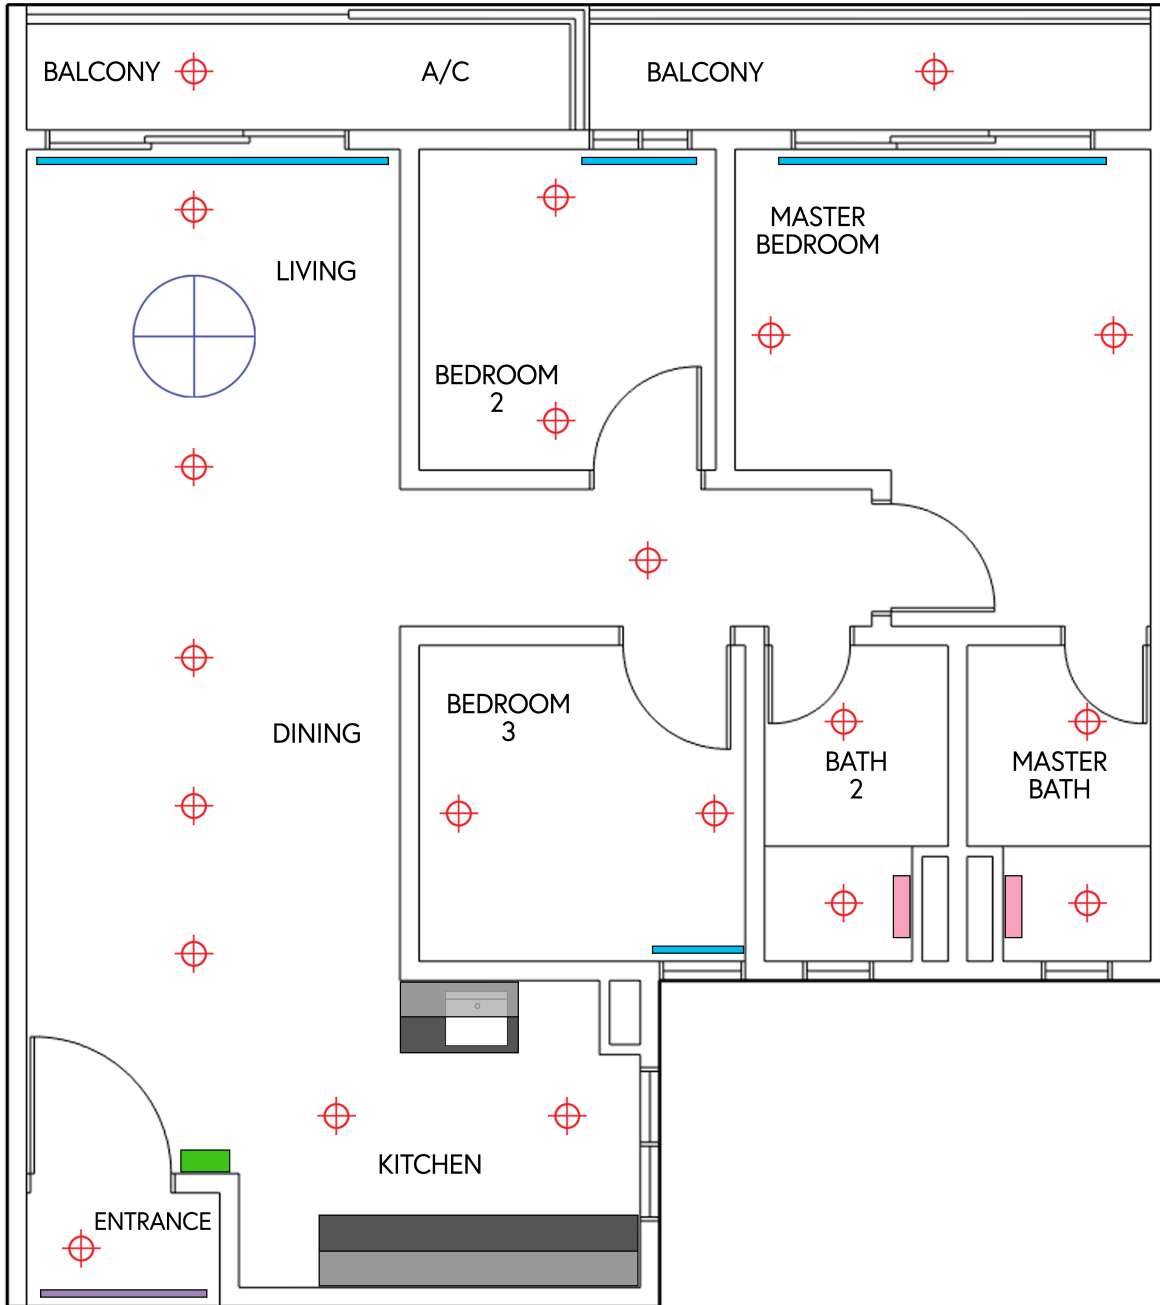 BALCONY
A/C
BALCONY
MASTER
BEDROOM
LIVING
BEDROOM
2
BEDROOM
3
DINING
BATH
2
MASTER
BATH
KITCHEN
ENTRANCE